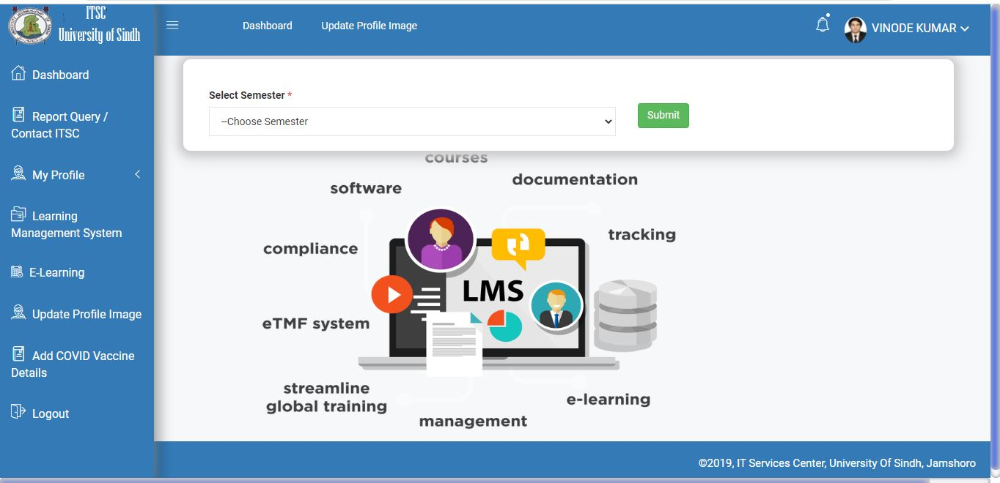 ITSC
University of Sindh
Dashboard
Update Profile Image
VINODE KUMAR
Dashboard
Report Query /
Contact ITSC
My Profile
Learning
Management System
E-Learning
Update Profile Image
Add COVID Vaccine
Details
Logout
Select Semester *
--Choose Semester
Submit
courses
documentation
software
tracking
compliance
LMS
eTMF system
streamline
global training
e-learning
management
©2019, IT Services Center, University Of Sindh, Jamshoro